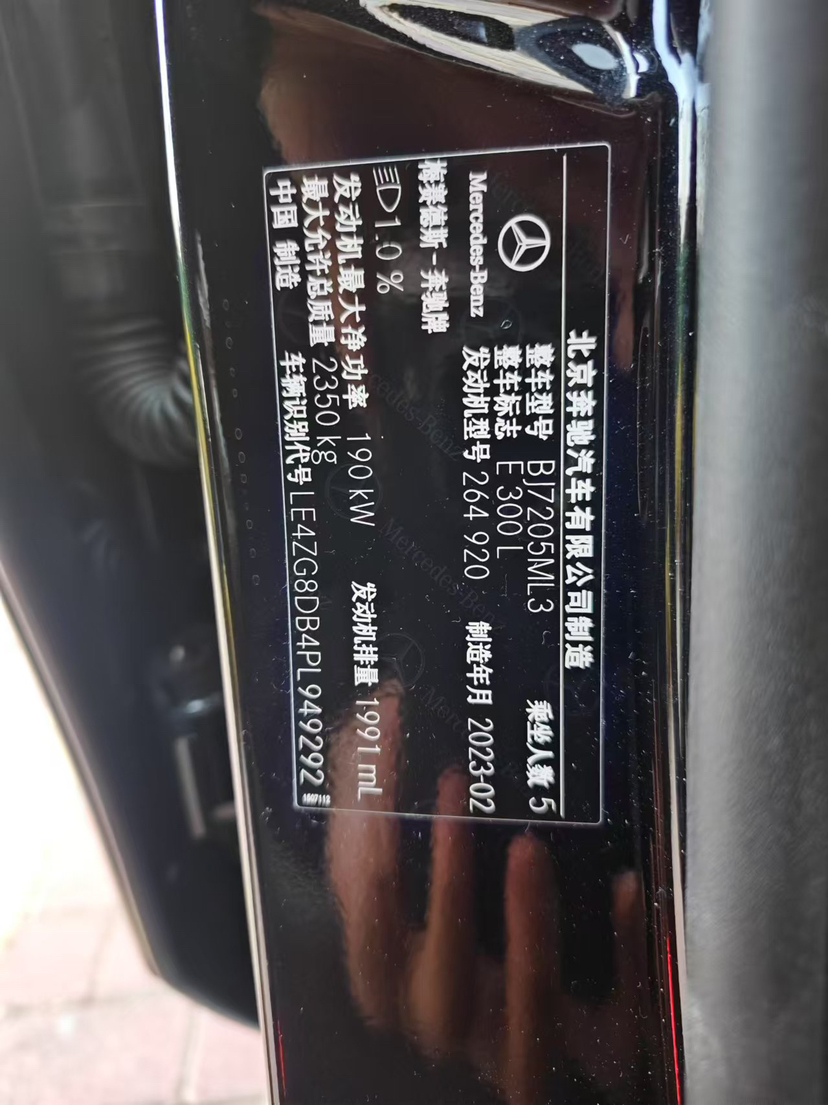 北京奔驰汽车有限公司制造
Mercedes-Benz
梅赛德斯-奔驰牌
整车型号 BJ7205ML3 乘坐人数 5
整车标志 E 300 L
发动机型号 264 920 制造年月 2023-02
1.0 %
发动机最大净功率 190 kW 发动机排量 1991 mL
最大允许总质量 2350 kg
中国 制造 车辆识别代号 LE4ZG8DB4PL949292
1607112